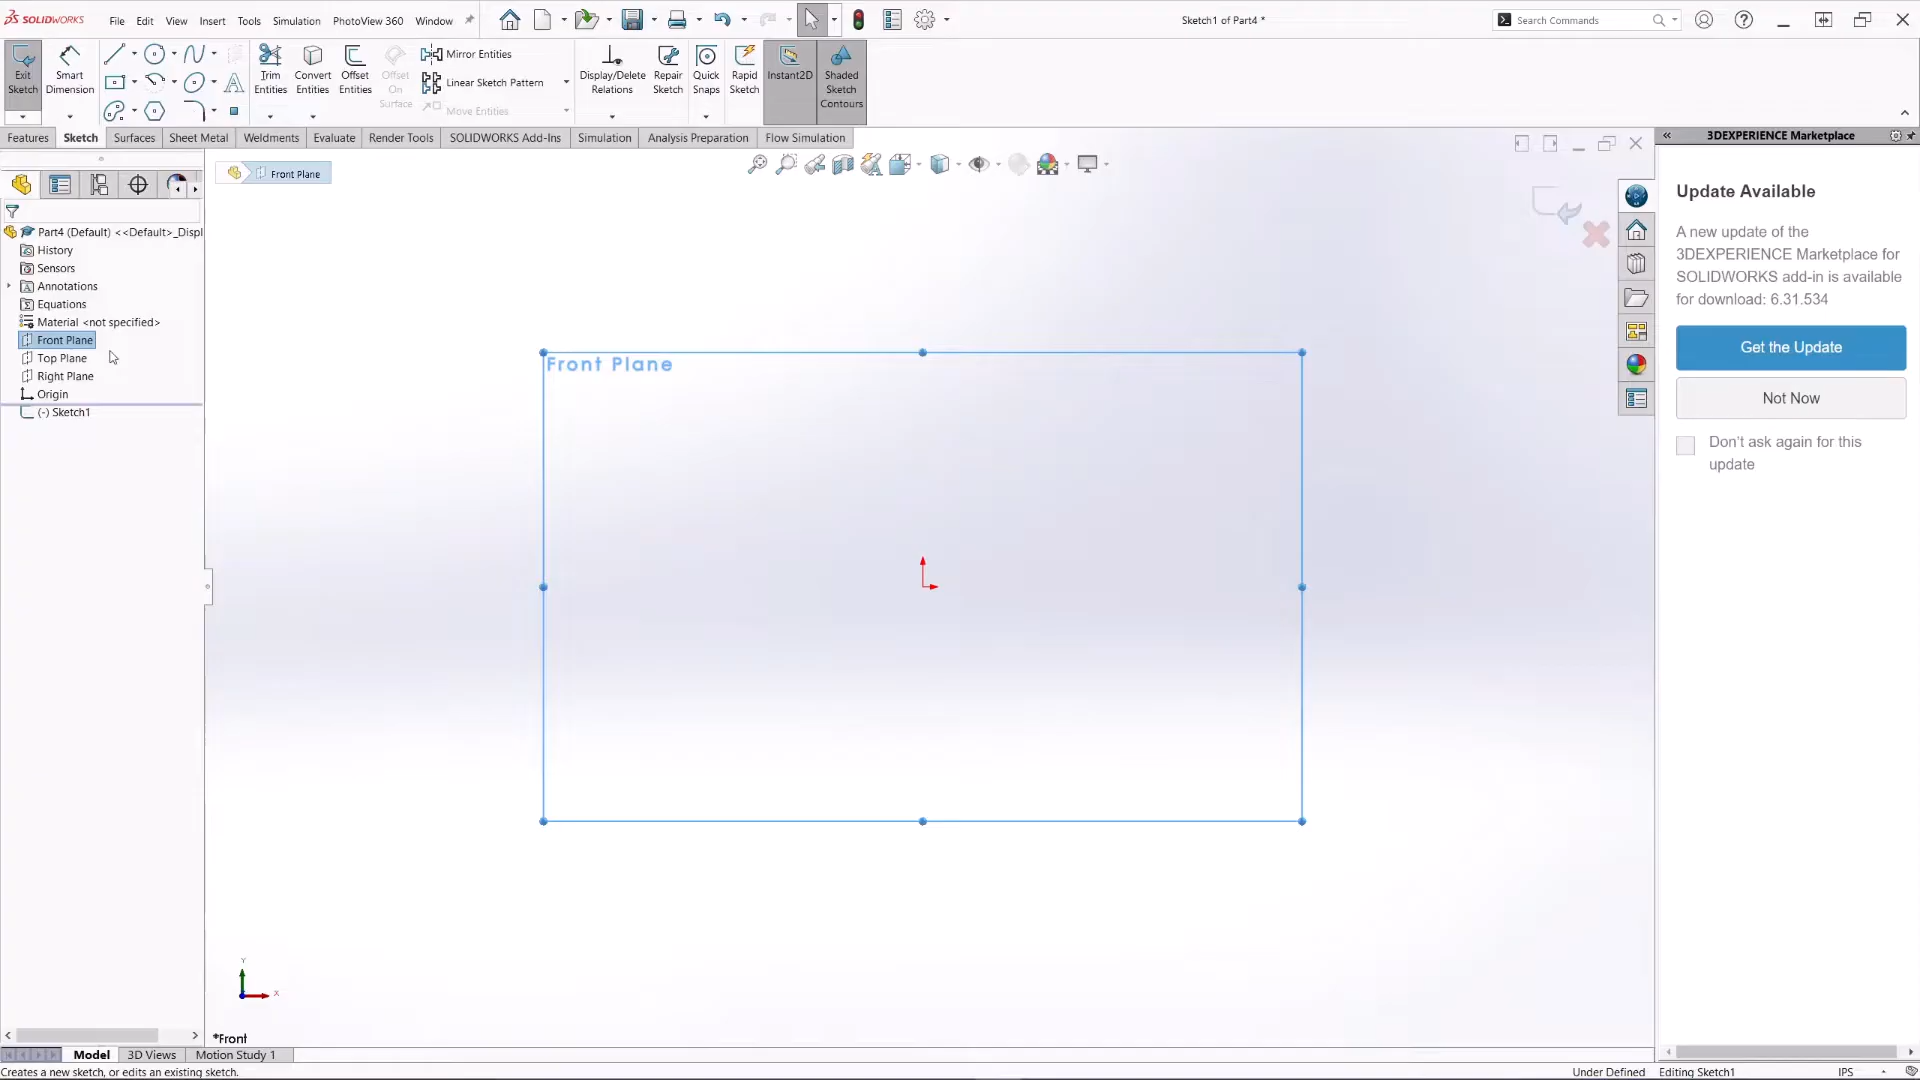 SOLIDWORKS
File Edit View Insert Tools Simulation PhotoView 360 Window
Sketch1 of Part4 *
Search Commands
Exit Sketch
Smart Dimension
Trim Entities
Convert Entities
Offset Entities
Offset On Surface
Mirror Entities
Linear Sketch Pattern
Move Entities
Display/Delete Relations
Repair Sketch
Quick Snaps
Rapid Sketch
Instant2D
Shaded Sketch Contours
Features Sketch Surfaces Sheet Metal Weldments Evaluate Render Tools SOLIDWORKS Add-Ins Simulation Analysis Preparation Flow Simulation
Part4 (Default) <<Default>_Displ
History
Sensors
Annotations
Equations
Material <not specified>
Front Plane
Top Plane
Right Plane
Origin
(-) Sketch1
Front Plane
Front Plane
Y
X
*Front
3DEXPERIENCE Marketplace
Update Available
A new update of the
3DEXPERIENCE Marketplace for
SOLIDWORKS add-in is available
for download: 6.31.534
Get the Update
Not Now
Don't ask again for this
update
Model 3D Views Motion Study 1
Creates a new sketch, or edits an existing sketch.
Under Defined Editing Sketch1 IPS